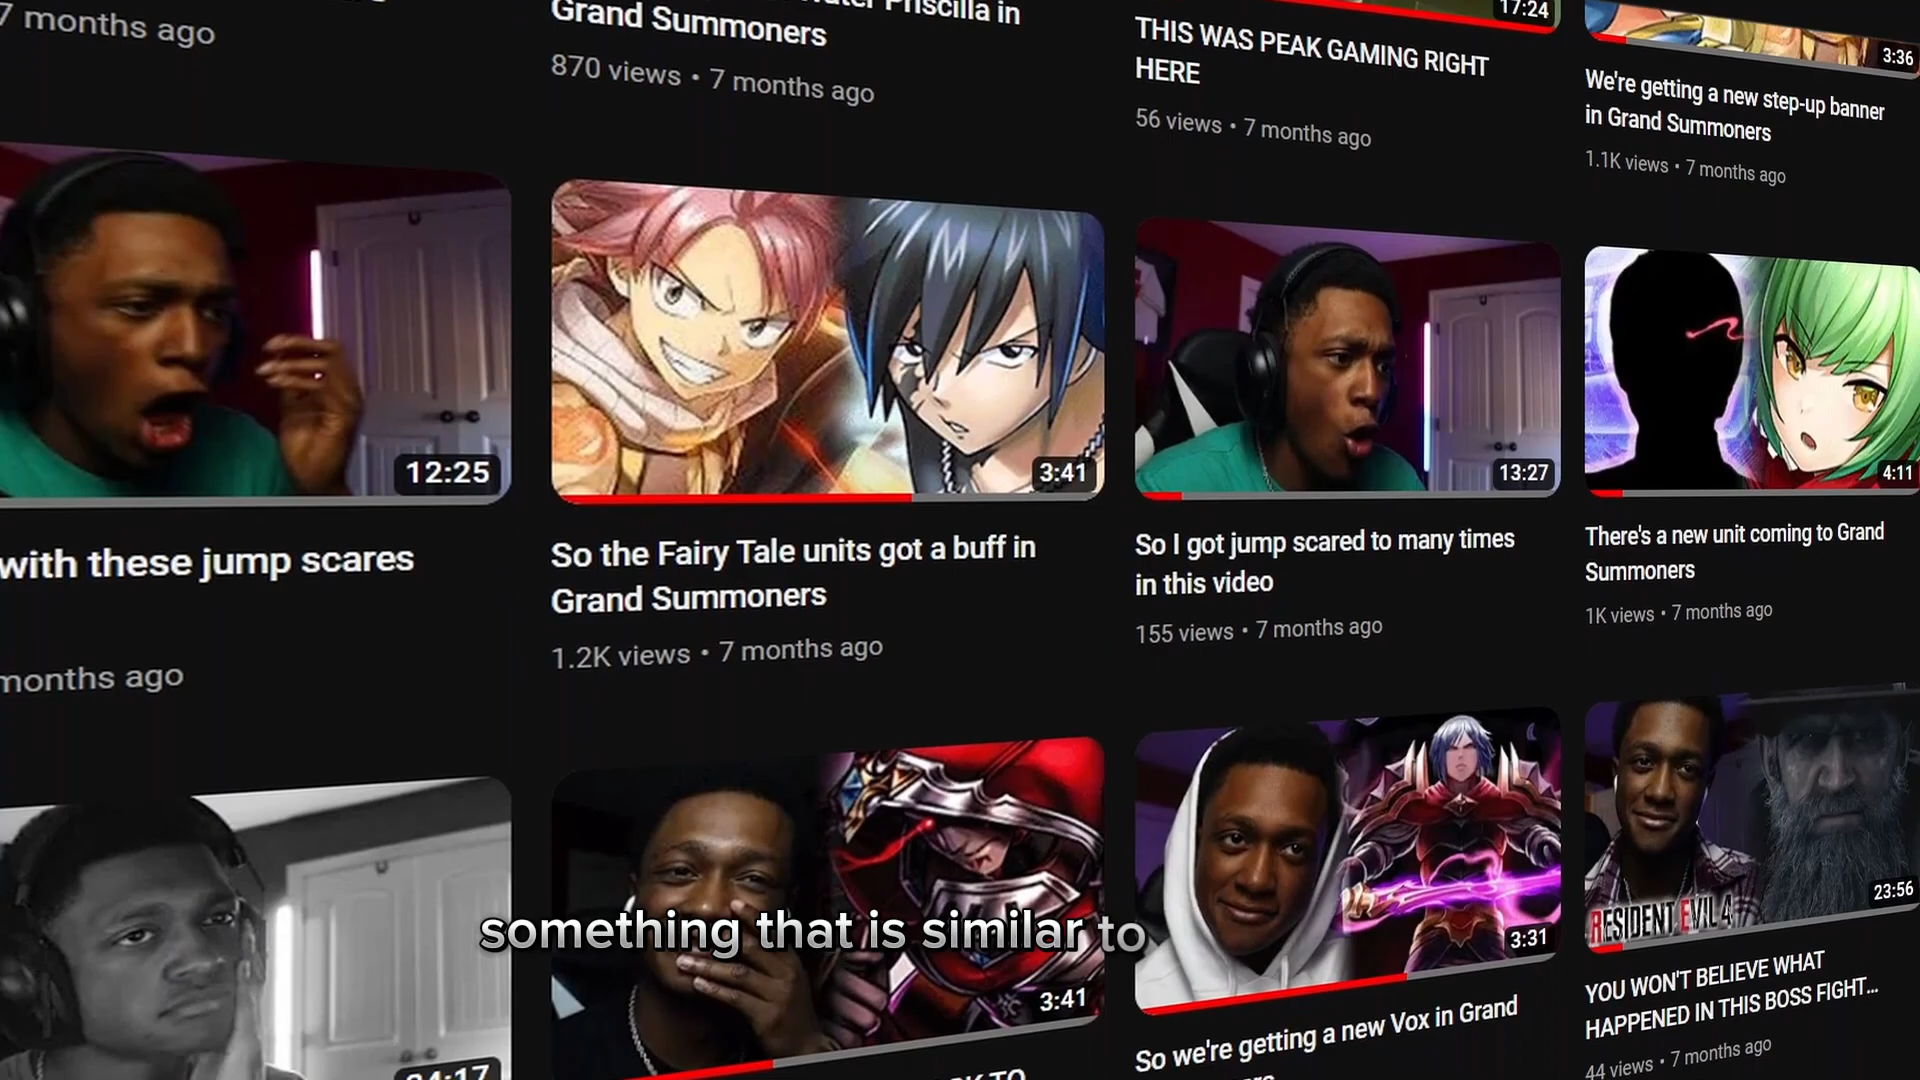 7 months ago
Priscilla in
Grand Summoners
870 views • 7 months ago
17:24
THIS WAS PEAK GAMING RIGHT
HERE
56 views • 7 months ago
3:36
We're getting a new step-up banner
in Grand Summoners
1.1K views • 7 months ago
12:25
with these jump scares
months ago
3:41
So the Fairy Tale units got a buff in
Grand Summoners
1.2K views • 7 months ago
13:27
So I got jump scared to many times
in this video
155 views • 7 months ago
4:11
There's a new unit coming to Grand
Summoners
1K views • 7 months ago
something that is similar to
3:41
TO
3:31
So we're getting a new Vox in Grand
RESIDENT EVIL 4
23:56
YOU WON'T BELIEVE WHAT
HAPPENED IN THIS BOSS FIGHT...
44 views • 7 months ago